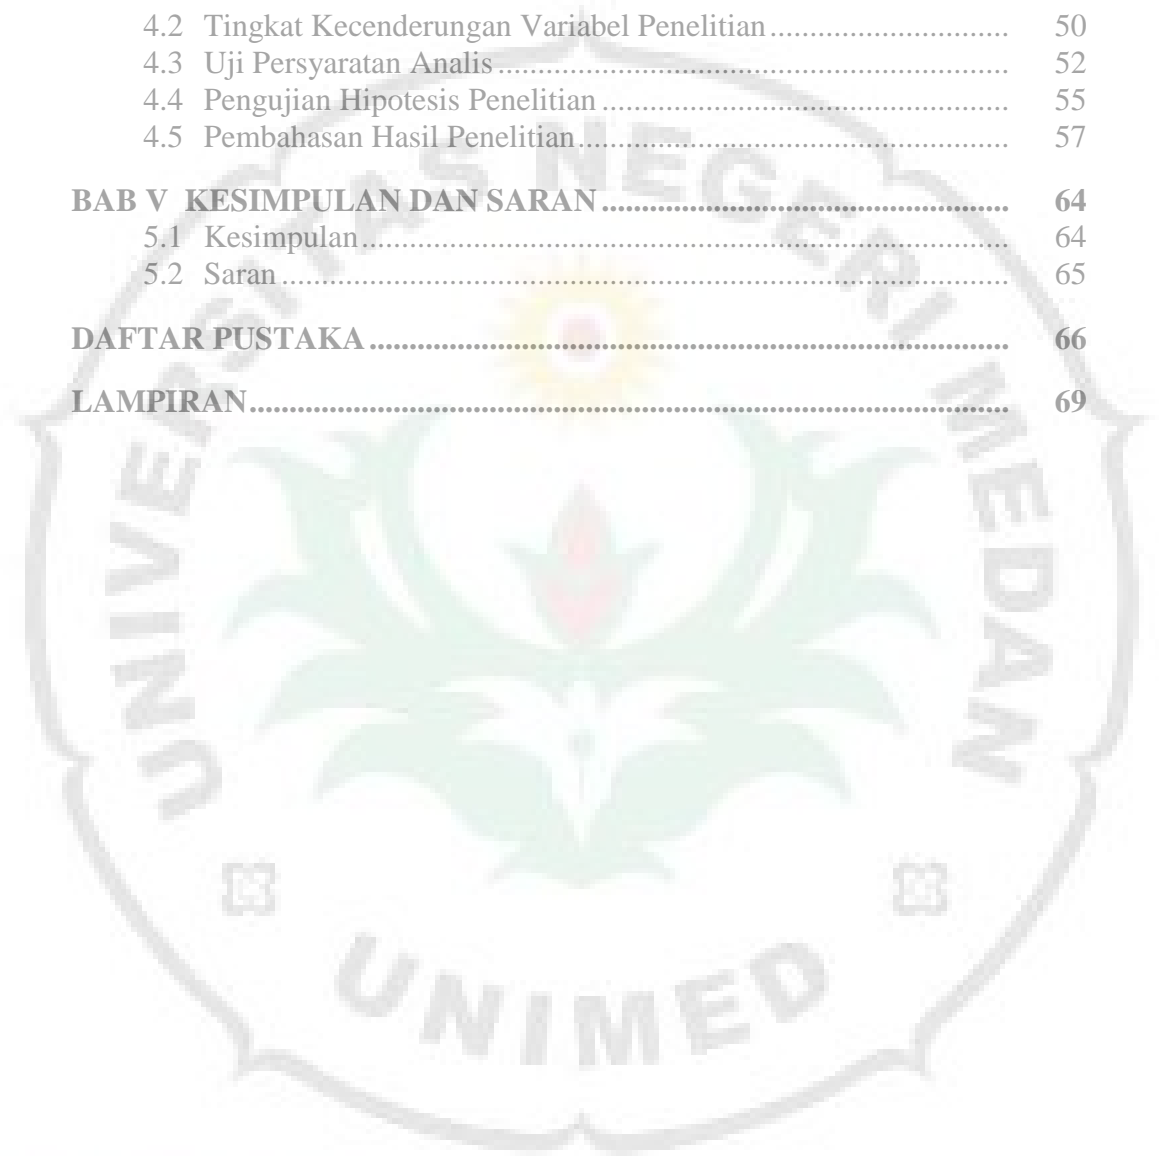 4.2 Tingkat Kecenderungan Variabel Penitian.............................. 50
4.3 Uji Persyaratan Analis................................................................ 52
4.4 Pengujian Hipotesis Penelitian ................................................... 55
4.5 Pembahasan Hasil Penelitian...................................................... 57
BAB V KESIMPULAN DAN SARAN .................................................... 64
5.1 Kesimpulan................................................................................. 64
5.2 Saran........................................................................................... 65
DAFTAR PUSTAKA ................................................................................ 66
LAMPIRAN............................................................................................... 69
UNIVERSITAS NEGERI MEDAN
UNIMED